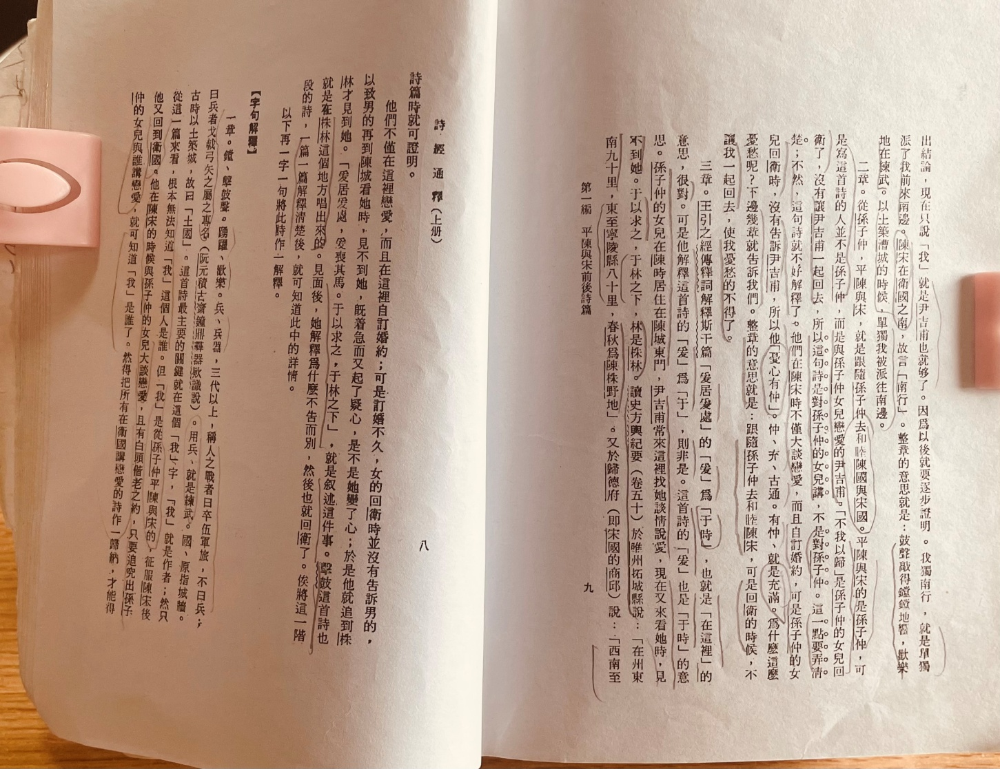 詩經通釋(上册)
八
詩篇時就可證明。
他們不僅在這裡戀愛,而且在這裡自訂婚約;可是訂婚不久,女的回衛時並沒有告訴男的,
以致男的再到陳城看她時,見不到她,旣着急而又起了疑心,是不是她變了心;於是他就追到株
林才見到她。「爰居爰處,爰喪其馬。于以求之,于林之下」,就是叙述這件事。擊鼓這首詩也
就是在株林這個地方唱出來的。見面後,她解釋爲什麽不告而別,然後也就回衛了。俟將這一階
段的詩,一篇一篇解釋清楚後,就可知道此中的詳情。
以下再一字一句將此詩作一解釋。
【字句解釋】
一章。鏜、擊鼓聲。踴躍、歡樂。兵、兵器,三代以上,稱人之戰者曰卒伍軍旅,不曰兵;
曰兵者戈戟弓矢之屬之專名(阮元積古齋鐘鼎彝器欵識說)。用兵、就是練武。國、原指城牆。
古時以土築城,故曰「土國」。這首詩最主要的關鍵就在這個「我」字,「我」就是作者;然只
從這一篇來看,根本無法知道「我」這個人是誰。但「我」是從孫子仲平陳與宋的,征服陳宋後
他又回到衛國。他在陳宋的時候與孫子仲的女兒大談戀愛,且有白頭偕老之約,只要追究出孫子
仲的女兒與誰講戀愛,就可知道「我」是誰了。然得把所有在衛國講戀愛的詩作一歸納,才能得
出結論,現在只說「我」就是尹吉甫也就够了。因爲以後就要逐步證明。我獨南行,就是單獨
派了我前來南邊。陳宋在衛國之南,故言「南行」。整章的意思就是:鼓聲敲得鏜鏜地響,歡樂
地在揀武。以土築漕城的時候,單獨我被派往南邊。
二章。從孫子仲,平陳與宋,就是跟隨孫子仲去和睦陳國與宋國。平陳與宋的是孫子仲,可
是寫這首詩的人並不是孫子仲,而是與孫子仲女兒戀愛的尹吉甫。「不我以歸」是孫子仲的女兒回
衛了,沒有讓尹吉甫一起回去,所以這句詩是對孫子仲的女兒講,不是對孫子仲。這一點要弄清
楚;不然,這句詩就不好解釋了。他們在陳宋時不僅大談戀愛,而且自訂婚約,可是孫子仲的女
兒回衛時,沒有告訴尹吉甫,所以他「憂心有忡」。忡、充、古通。有忡、就是充滿。爲什麽這麽
憂愁呢?下邊幾章就告訴我們。整章的意思就是:跟隨孫子仲去和睦陳宋,可是回衛的時候,不
讓我一起回去,使我憂愁的不得了。
三章。王引之經傳釋詞解釋斯干篇「爰居爰處」的「爰」爲「于時」,也就是「在這裡」的
意思,很對。可是他解釋這首詩的「爰」爲「于」,則非是。這首詩的「爰」也是「于時」的意
思。孫子仲的女兒在陳時居住在陳城東門,尹吉甫常來這裡找她談情說愛,現在又來看她時,見
不到她。于以求之,于林之下,林是株林。讀史方輿紀要(卷五十)於睢州柘城縣說:「在州東
南九十里,東至寧陵縣八十里,春秋爲陳株野地」。又於歸德府(即宋國的商邱)說:「西南至
第一編 平陳與宋前後詩篇
九